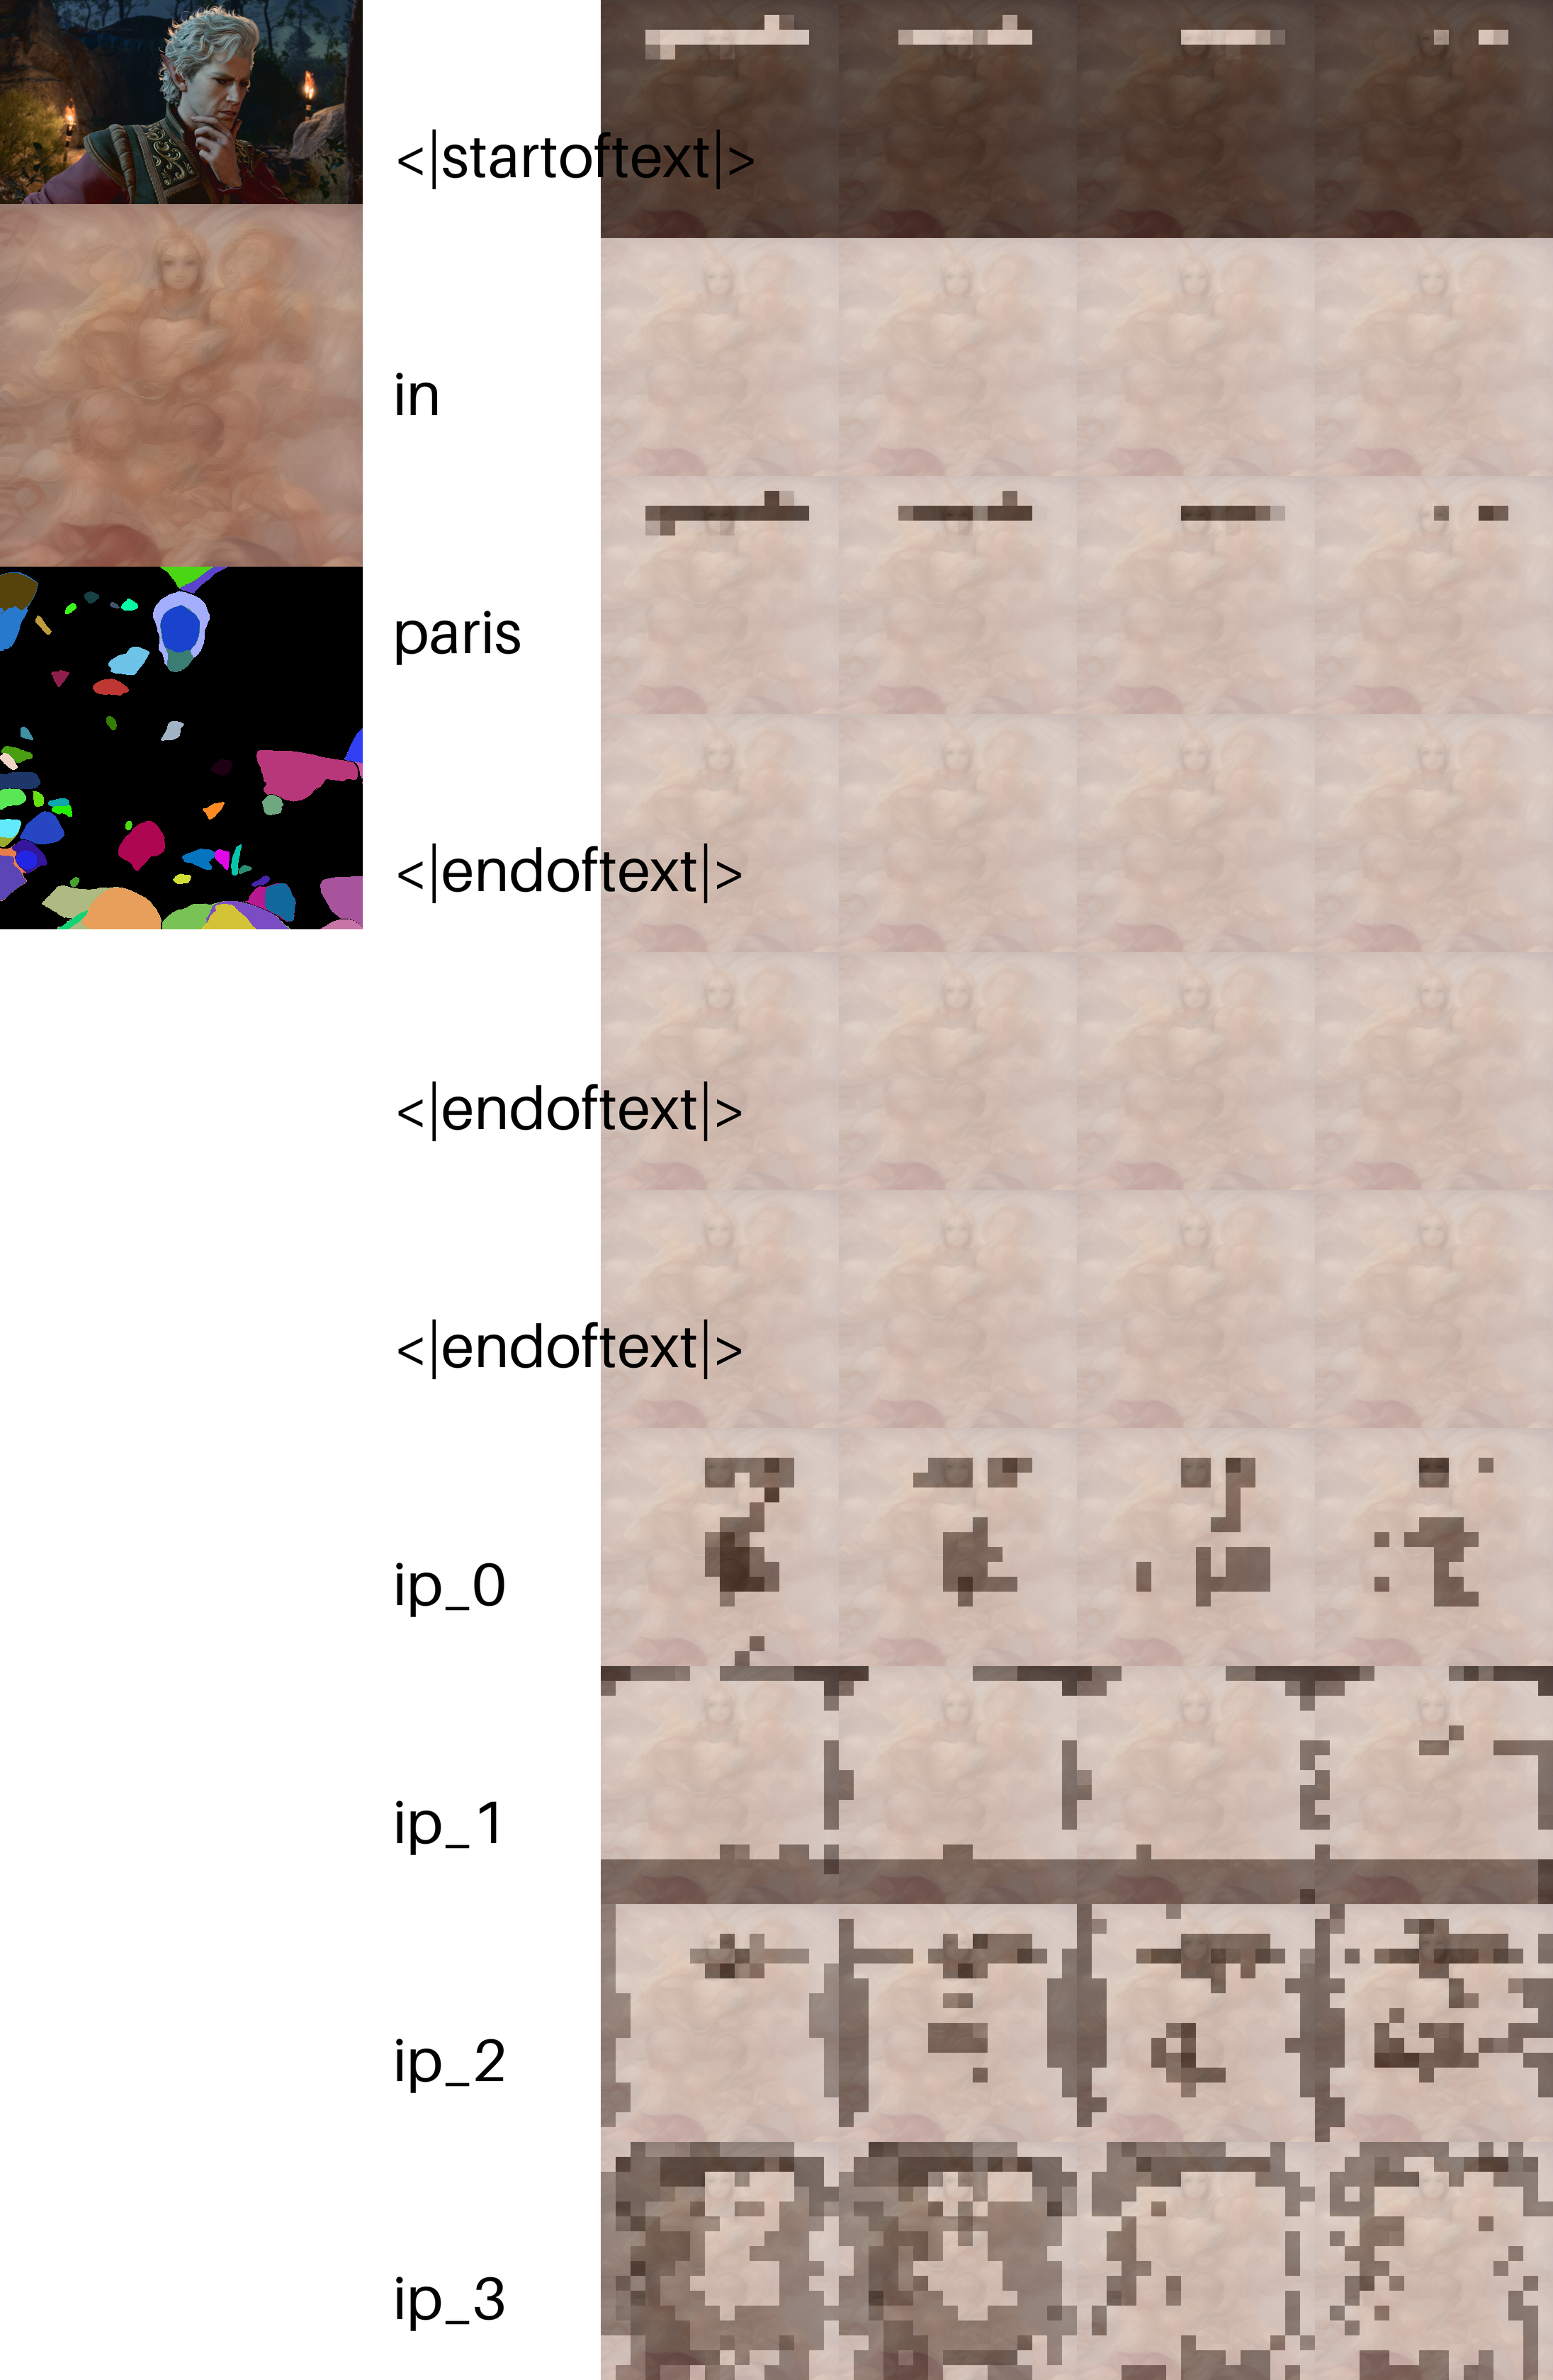 <|startoftext|>
in
paris
<|endoftext|>
<|endoftext|>
<|endoftext|>
ip_0
ip_1
ip_2
ip_3